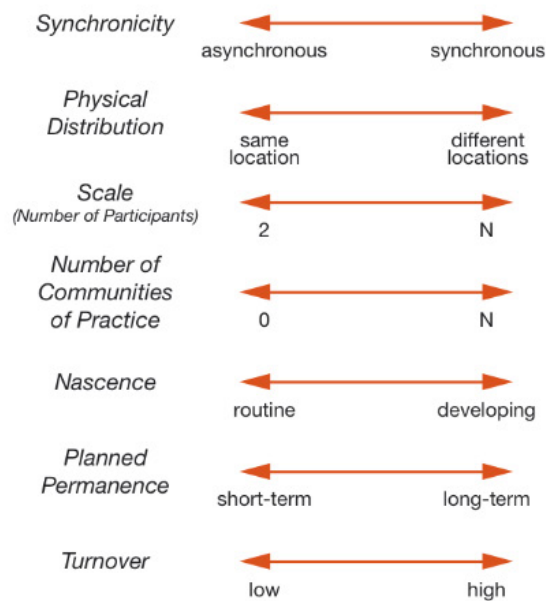 Synchronicity
asynchronous synchronous
Physical
Distribution
same different
location locations
Scale
(Number of Participants)
2 N
Number of
Communities
of Practice
0 N
Nascence
routine developing
Planned
Permanence
short-term long-term
Turnover
low high